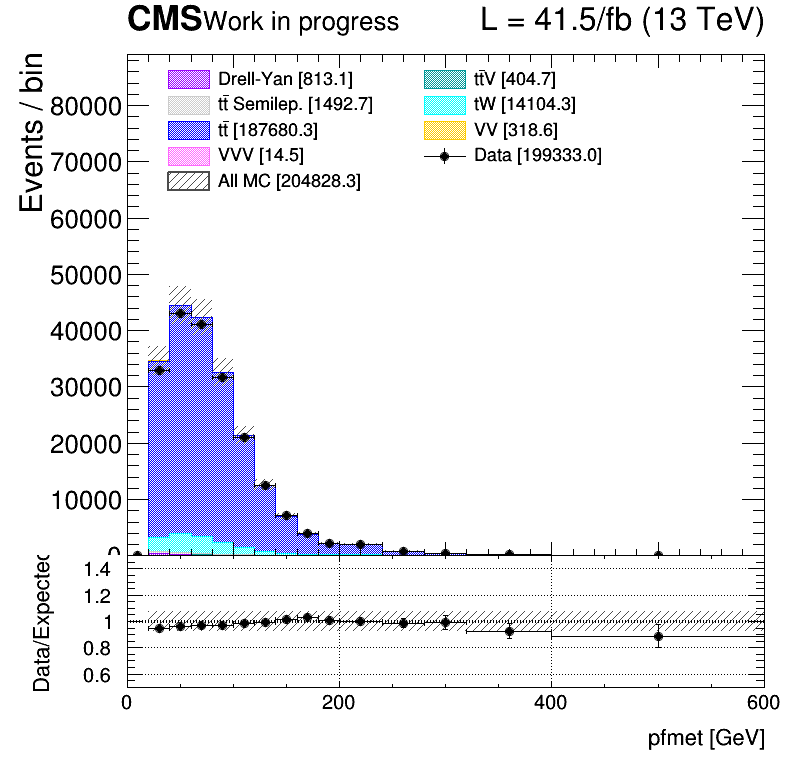 CMS Work in progress L = 41.5/fb (13 TeV)
Events / bin
Drell-Yan [813.1] tt̄V [404.7]
tt̄ Semilep. [1492.7] tW [14104.3]
tt̄ [187680.3] VV [318.6]
VVV [14.5] Data [199333.0]
All MC [204828.3]
80000
70000
60000
50000
40000
30000
20000
10000
0
Data/Expected
1.4
1.2
1
0.8
0.6
0 200 400 600
pfmet [GeV]